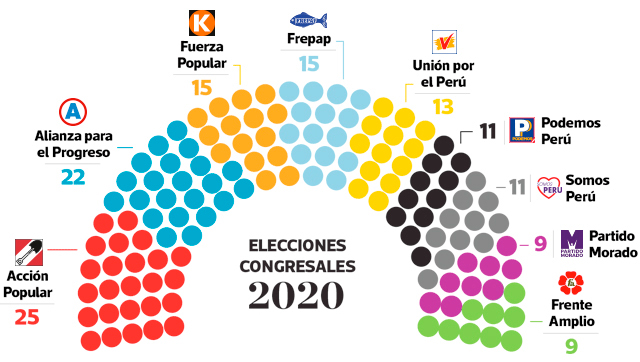 K
Fuerza
Popular
15
FREPAP
Frepap
15
Unión por
el Perú
13
A
Alianza para
el Progreso
22
11
P
PODEMOS
Podemos
Perú
11
SOMOS
PERÚ
Somos
Perú
9
M
PARTIDO
MORADO
Partido
Morado
Acción
Popular
25
ELECCIONES
CONGRESALES
2020
Frente
Amplio
9